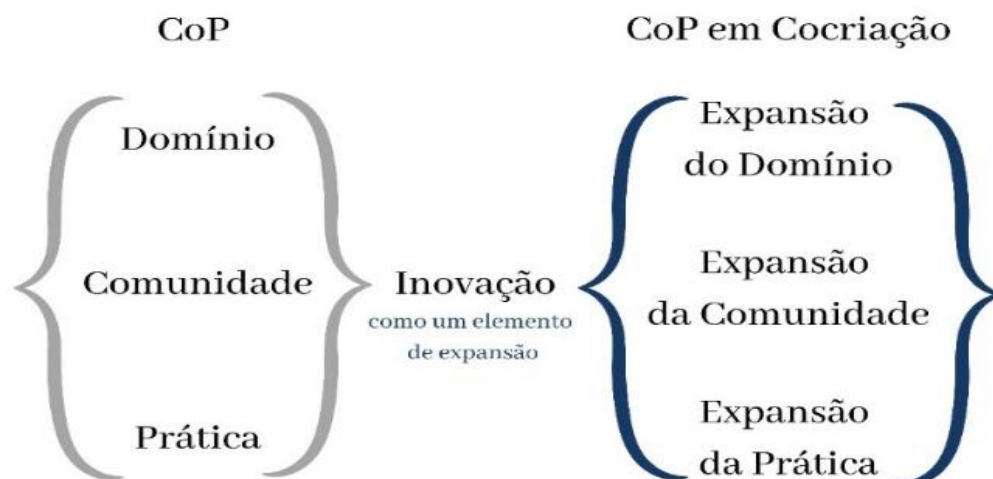 CoP
Domínio
Comunidade
Prática
Inovação
como um elemento
de expansão
CoP em Cocriação
Expansão
do Domínio
Expansão
da Comunidade
Expansão
da Prática